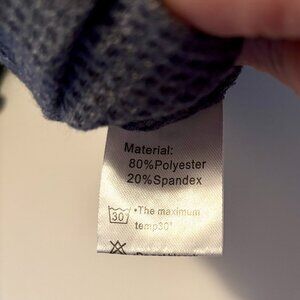 Material:
80%Polyester
20%Spandex
30
•The maximum
temp30°